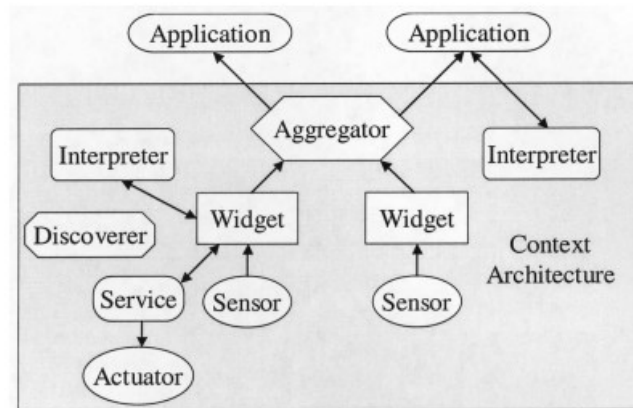 Application
Application
Aggregator
Interpreter
Interpreter
Widget
Widget
Discoverer
Context
Architecture
Service
Sensor
Sensor
Actuator